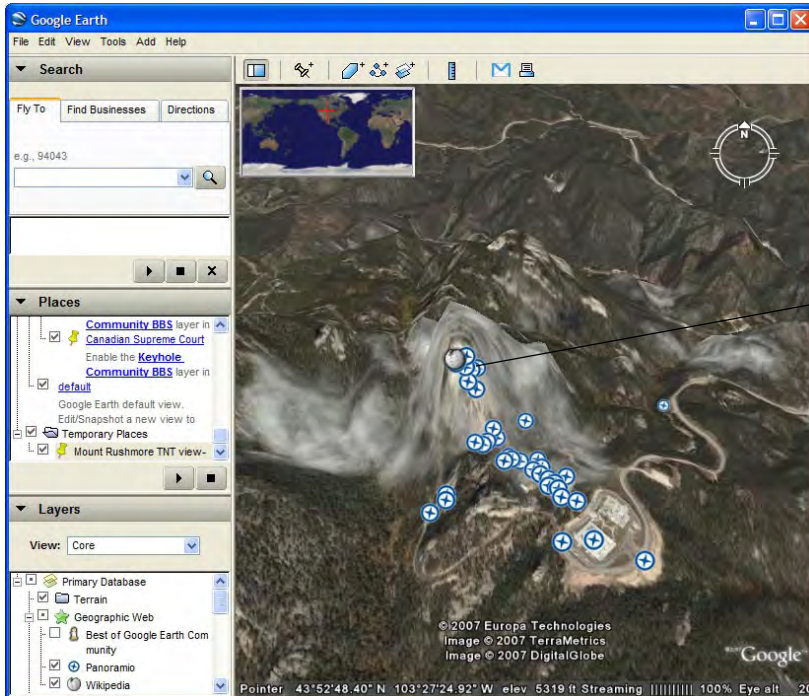 Google Earth
File Edit View Tools Add Help
Search
Fly To Find Businesses Directions
e.g., 94043
Places
Community BBS layer in
Canadian Supreme Court
Enable the Keyhole
Community BBS layer in
default
Google Earth default view.
Edit/Snapshot a new view to
Temporary Places
Mount Rushmore TNT view-
Layers
View: Core
Primary Database
Terrain
Geographic Web
Best of Google Earth Com
munity
Panoramio
Wikipedia
N
© 2007 Europa Technologies
Image © 2007 TerraMetrics
Image © 2007 DigitalGlobe
Google
Pointer 43°52'48.40" N 103°27'24.92" W elev 5319 ft Streaming |||||||||| 100% Eye alt